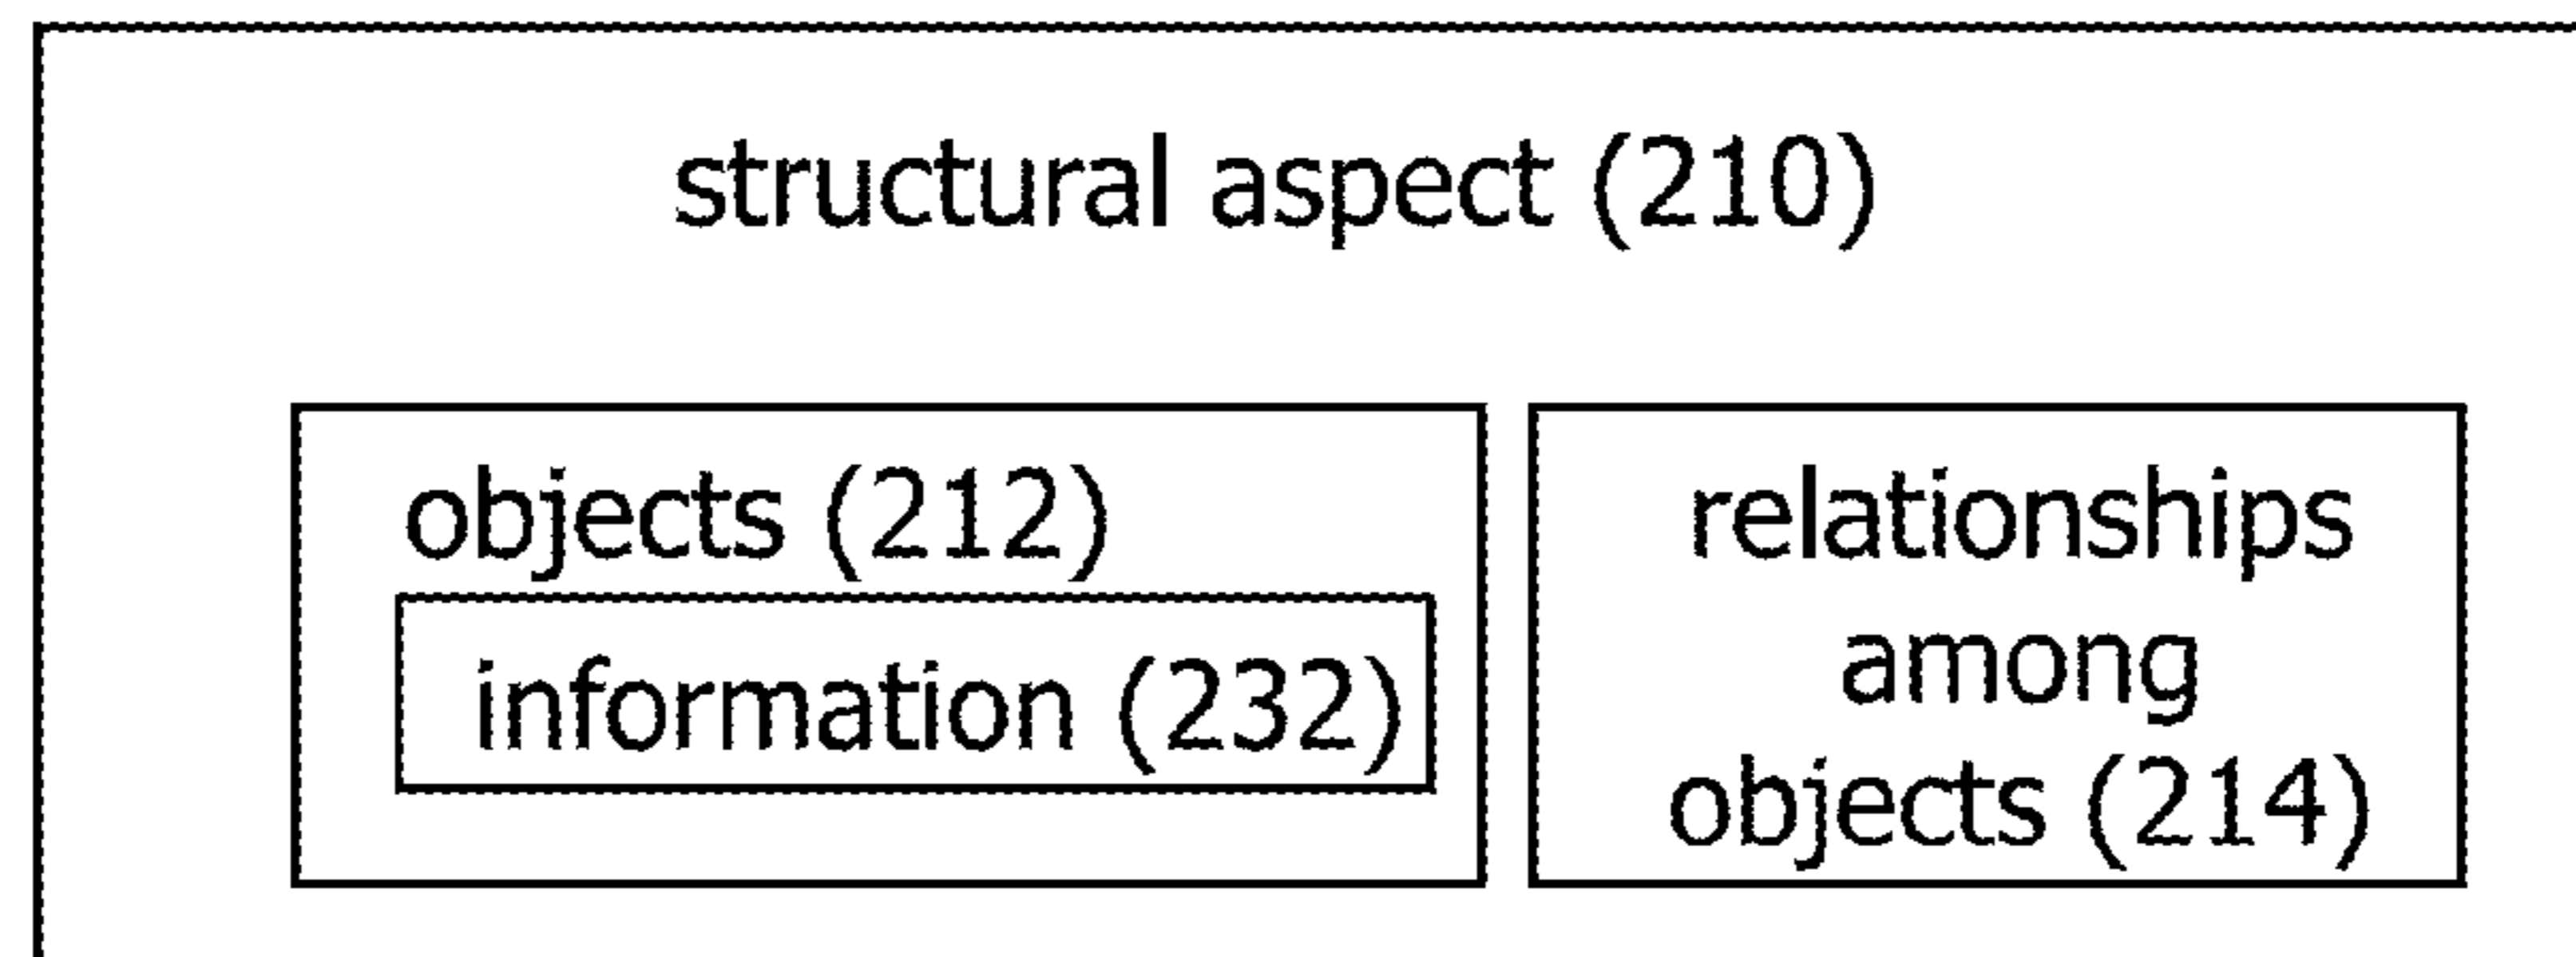 structural aspect (210)
objects (212)
information (232)
relationships
among
objects (214)